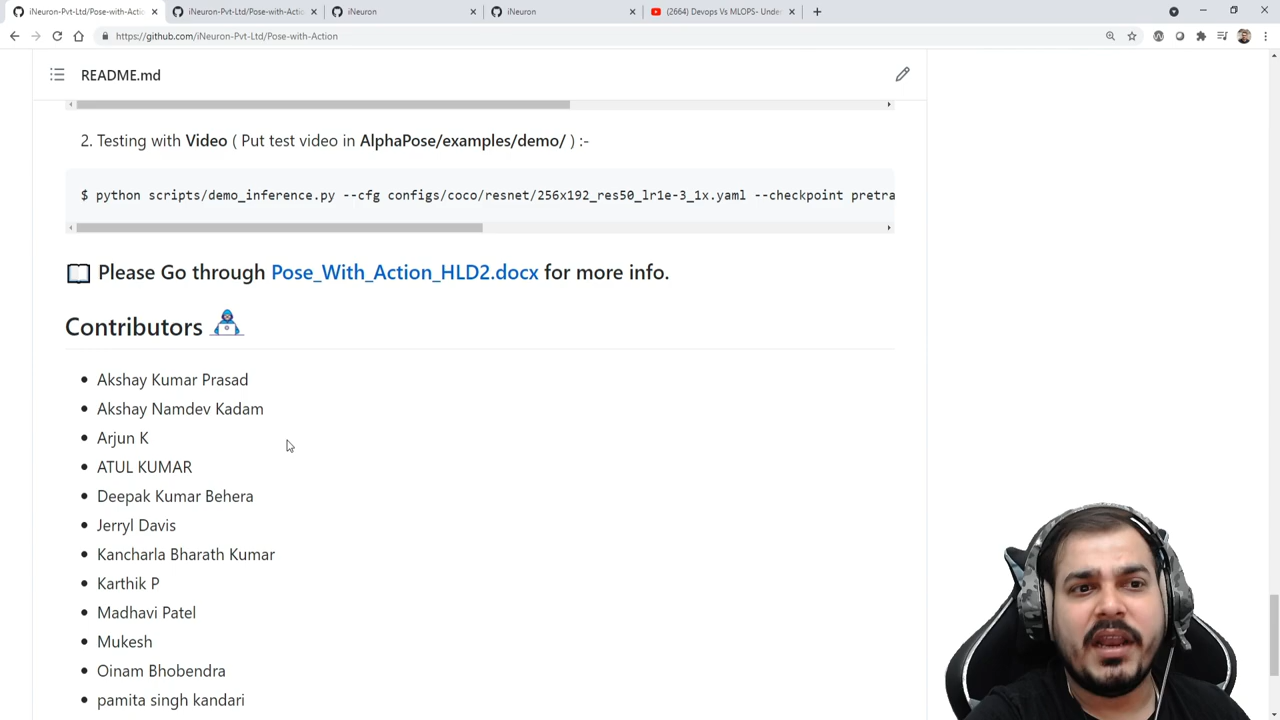 iNeuron-Pvt-Ltd/Pose-with-Actio
iNeuron-Pvt-Ltd/Pose-with-Actio
iNeuron
iNeuron
(2664) Devops Vs MLOPS- Under
https://github.com/iNeuron-Pvt-Ltd/Pose-with-Action
README.md
2. Testing with Video ( Put test video in AlphaPose/examples/demo/ ) :-
$ python scripts/demo_inference.py --cfg configs/coco/resnet/256x192_res50_lr1e-3_1x.yaml --checkpoint pretra
Please Go through Pose_With_Action_HLD2.docx for more info.
Contributors
Akshay Kumar Prasad
Akshay Namdev Kadam
Arjun K
ATUL KUMAR
Deepak Kumar Behera
Jerryl Davis
Kancharla Bharath Kumar
Karthik P
Madhavi Patel
Mukesh
Oinam Bhobendra
pamita singh kandari